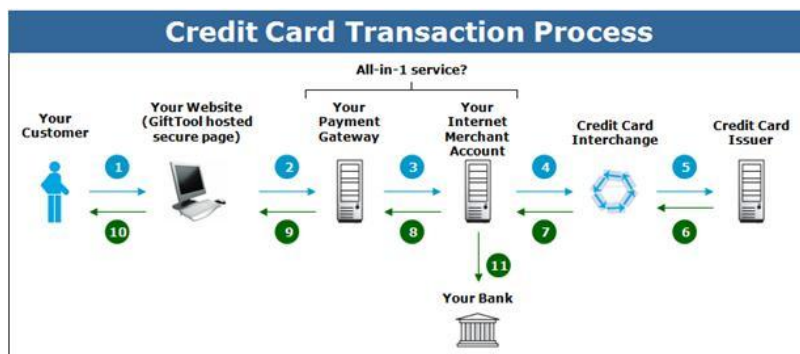 Credit Card Transaction Process
All-in-1 service?
Your
Customer
Your Website
(GiftTool hosted
secure page)
Your
Payment
Gateway
Your
Internet
Merchant
Account
Credit Card
Interchange
Credit Card
Issuer
1
2
3
4
5
10
9
8
7
6
11
Your Bank